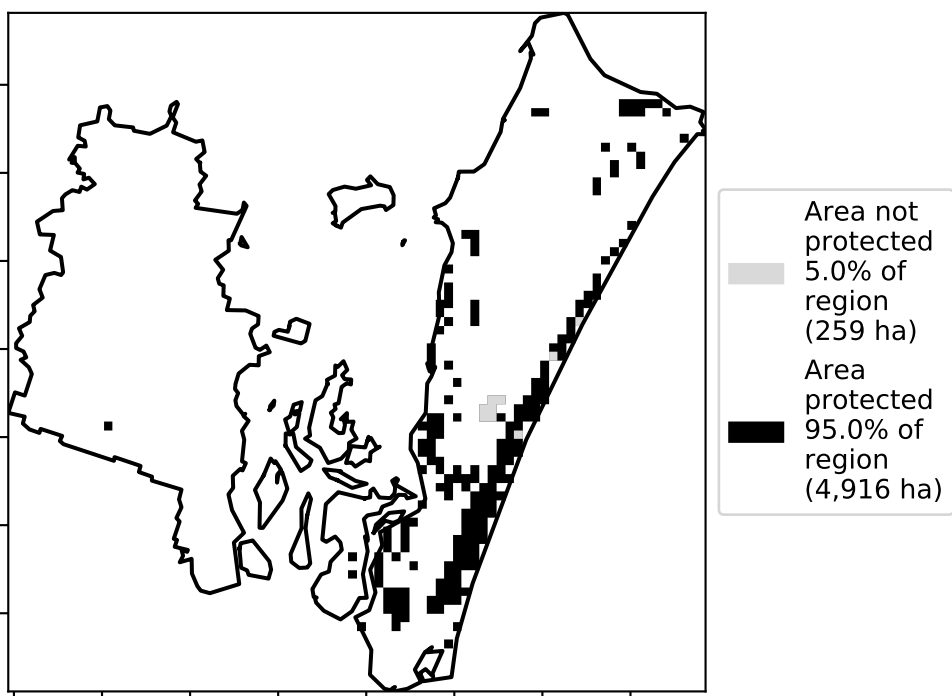 Area not
protected
5.0% of
region
(259 ha)
Area
protected
95.0% of
region
(4,916 ha)